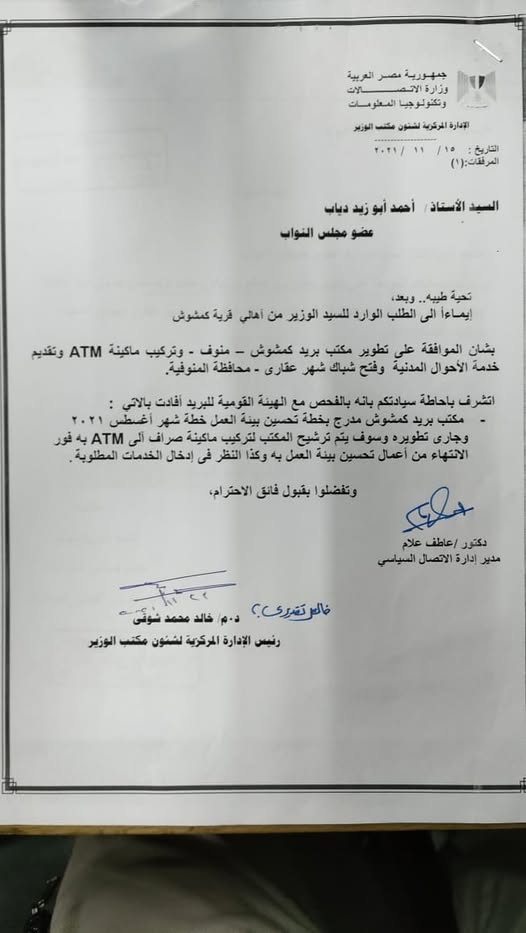 جمهورية مصر العربية
وزارة الاتصالات
وتكنولوجيا المعلومات
الإدارة المركزية لشئون مكتب الوزير
التاريخ : ١٥ / ١١ / ٢٠٢١
المرفقات:(١)
السيد الأستاذ / أحمد أبو زيد دياب
عضو مجلس النواب
تحية طيبه.. وبعد،
إيماءاً الى الطلب الوارد للسيد الوزير من أهالي قرية كمشوش
بشان الموافقة على تطوير مكتب بريد كمشوش – منوف - وتركيب ماكينة ATM وتقديم
خدمة الأحوال المدنية وفتح شباك شهر عقارى - محافظة المنوفية.
اتشرف باحاطة سيادتكم بانه بالفحص مع الهيئة القومية للبريد أفادت بالاتي :
- مكتب بريد كمشوش مدرج بخطة تحسين بيئة العمل خطة شهر أغسطس ٢٠٢١
وجارى تطويره وسوف يتم ترشيح المكتب لتركيب ماكينة صراف ألى ATM به فور
الانتهاء من أعمال تحسين بيئة العمل به وكذا النظر فى إدخال الخدمات المطلوبة .
وتفضلوا بقبول فائق الاحترام،
دكتور /عاطف علام
مدير إدارة الاتصال السياسي
خالص تقديرى،
د.م/ خالد محمد شوقى
رئيس الإدارة المركزية لشئون مكتب الوزير